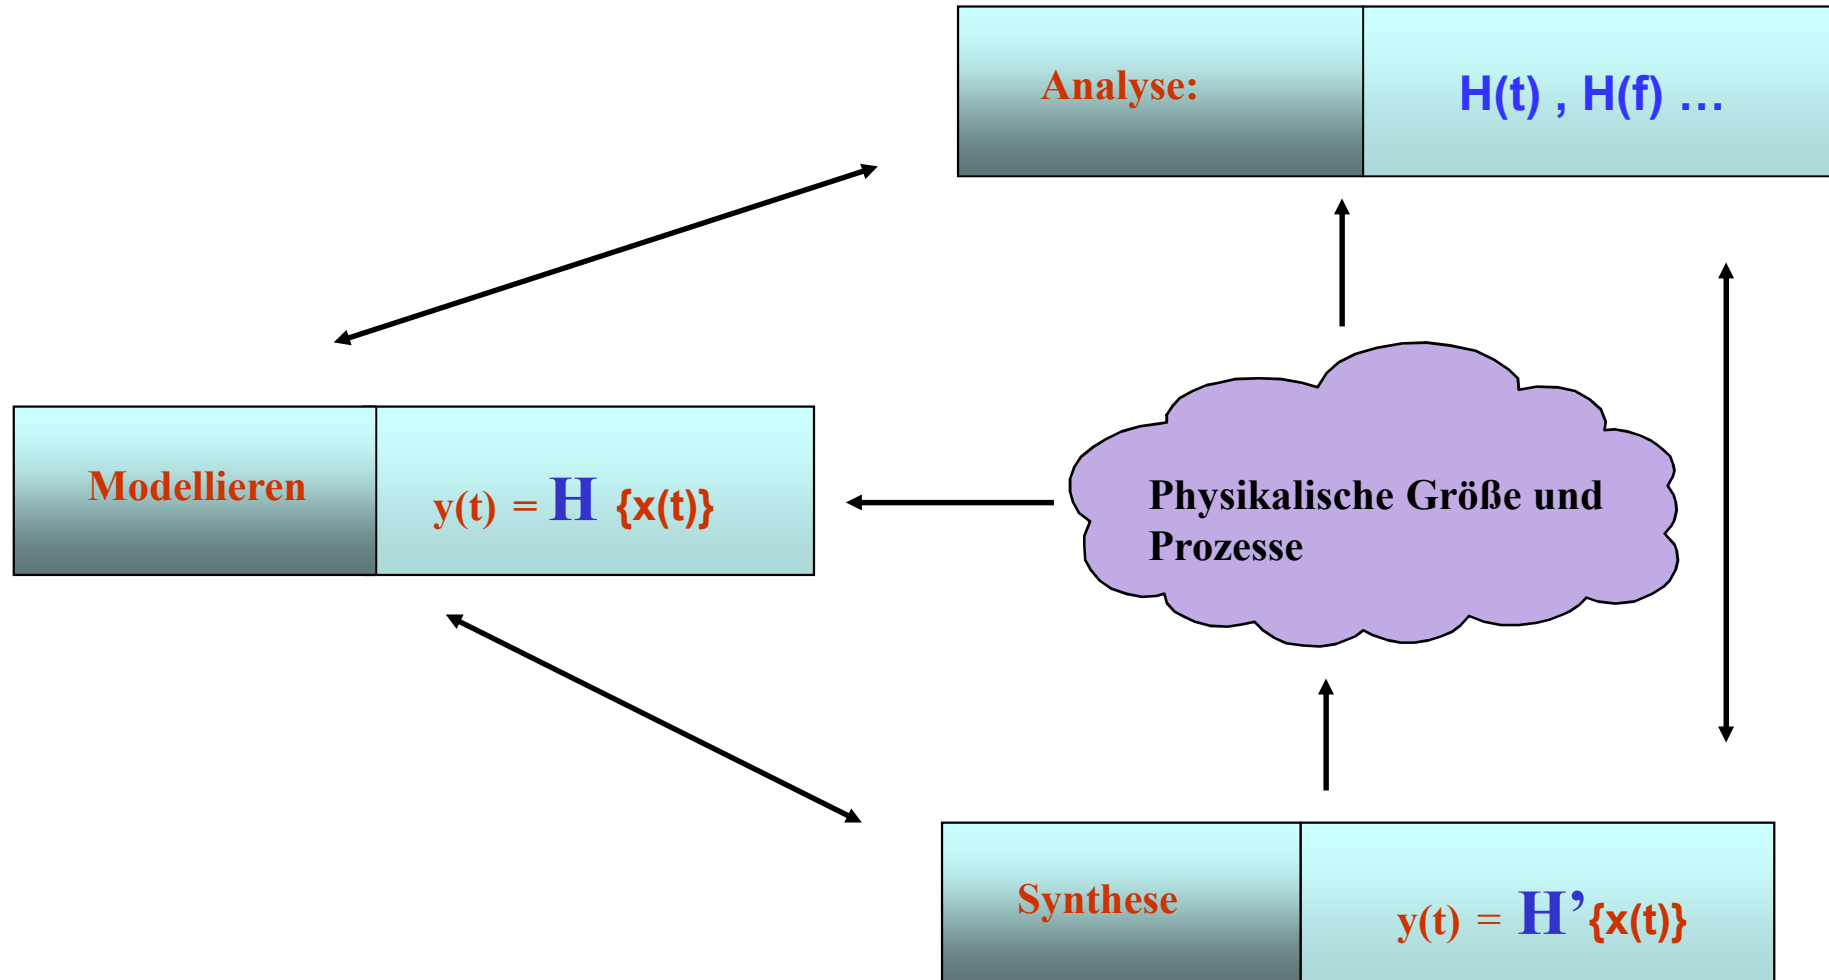 Analyse:
H(t) , H(f) …
Modellieren
y(t) = H {x(t)}
Physikalische Größe und
Prozesse
Synthese
y(t) = H’{x(t)}